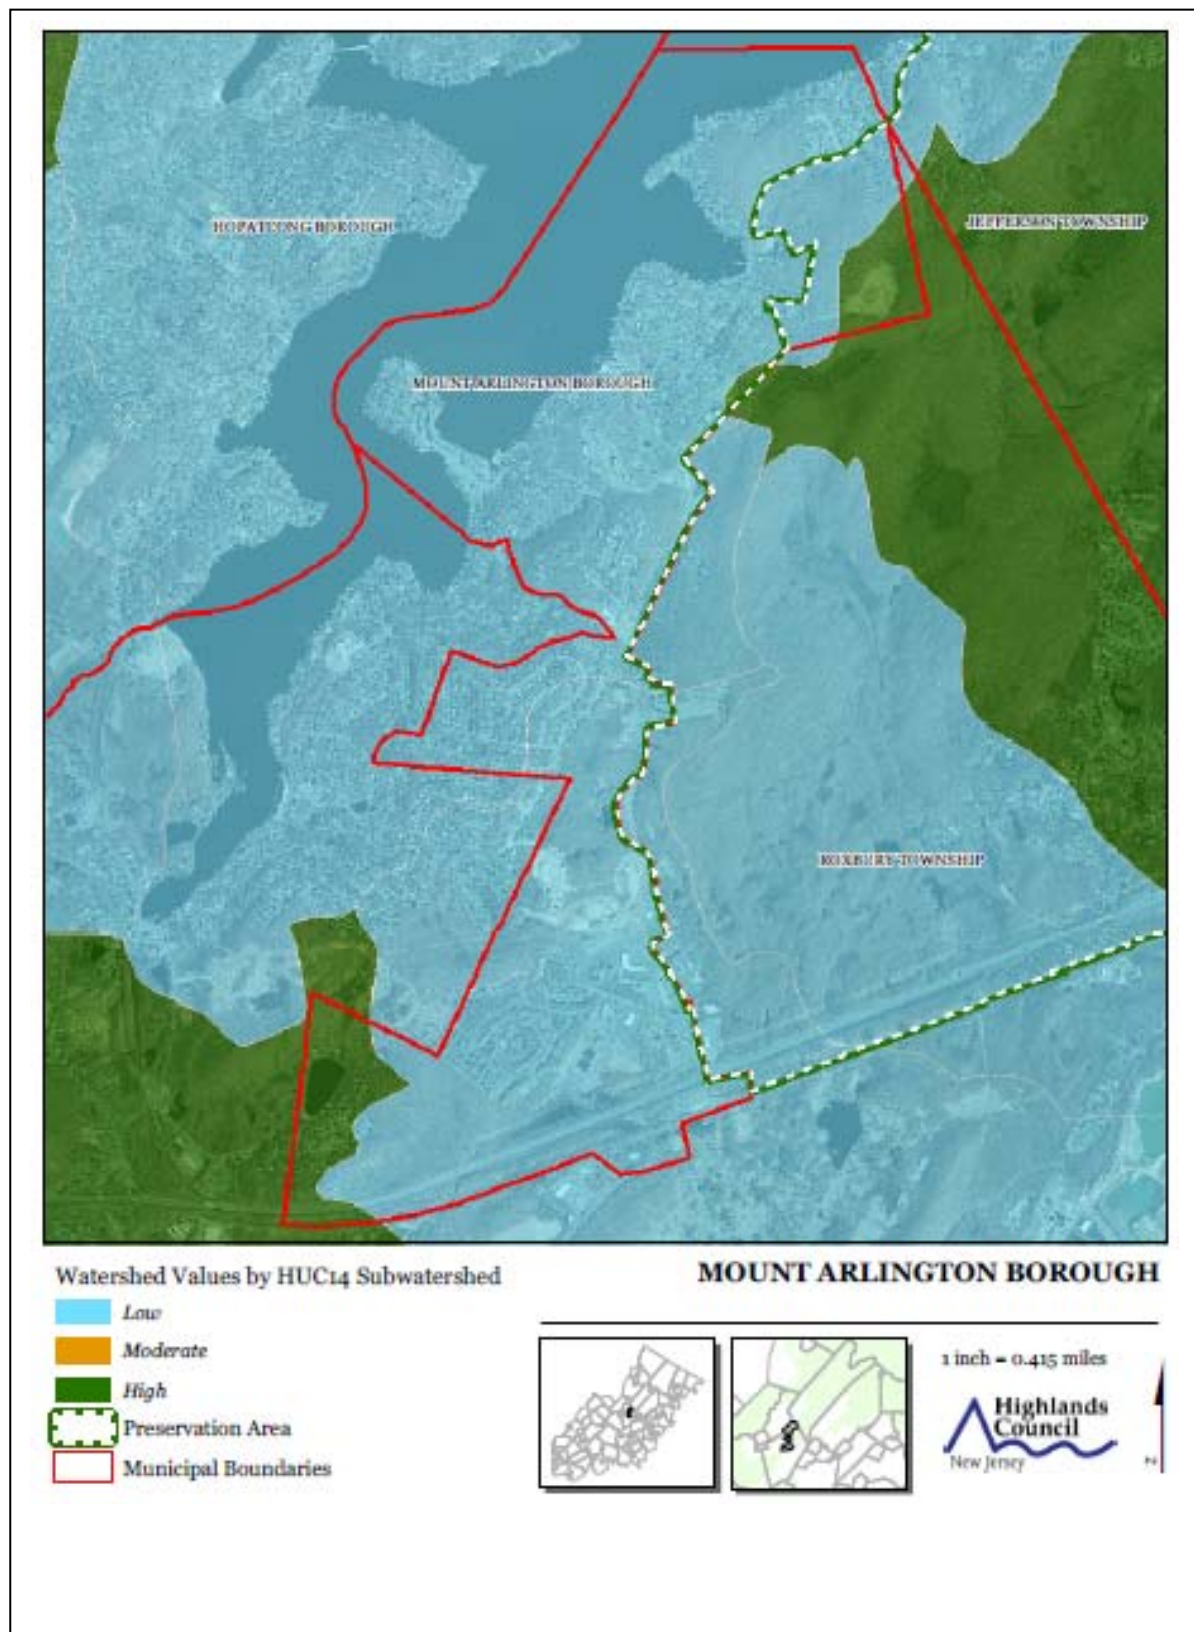 HOPATCONG BOROUGH
JEFFERSON TOWNSHIP
MOUNT ARLINGTON BOROUGH
ROXBURY TOWNSHIP
Watershed Values by HUC14 Subwatershed
Low
Moderate
High
Preservation Area
Municipal Boundaries
MOUNT ARLINGTON BOROUGH
1 inch = 0.415 miles
Highlands
Council
New Jersey
N